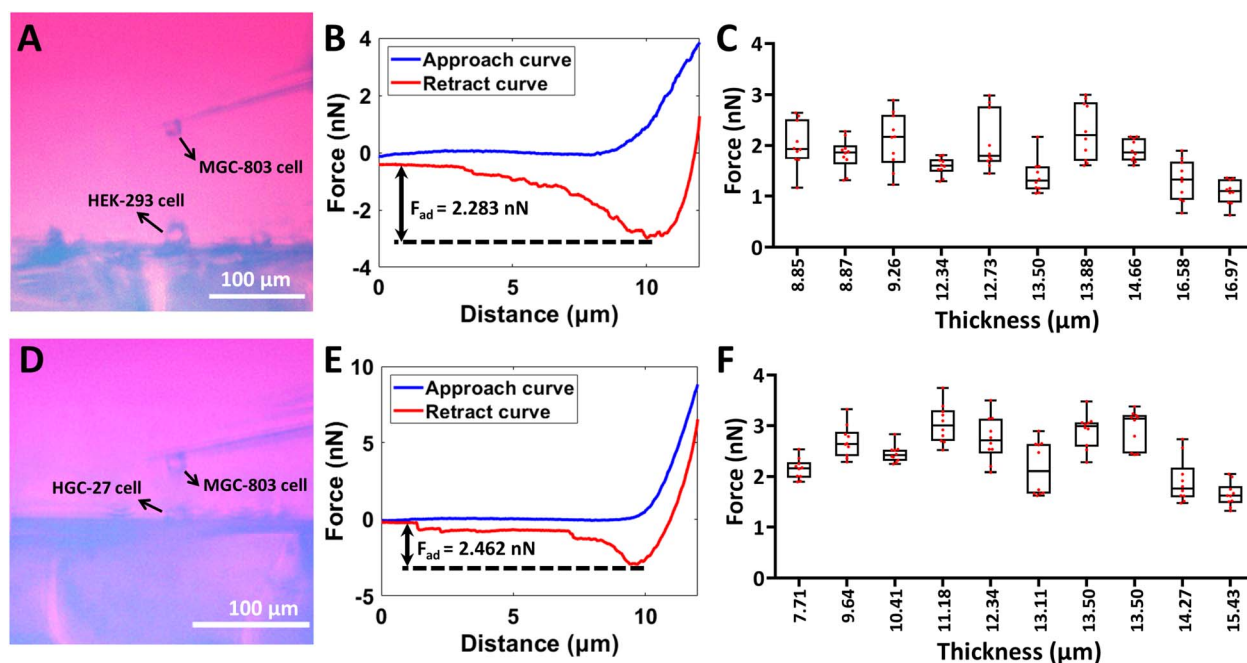 A
MGC-803 cell
HEK-293 cell
100 µm
B
Approach curve
Retract curve
Force (nN)
4
2
0
-2
-4
Fad = 2.283 nN
0
5
10
Distance (µm)
C
Force (nN)
4
3
2
1
0
8.85
8.87
9.26
12.34
12.73
13.50
13.88
14.66
16.58
16.97
Thickness (µm)
D
HGC-27 cell
MGC-803 cell
100 µm
E
Approach curve
Retract curve
Force (nN)
10
5
0
-5
Fad = 2.462 nN
0
5
10
Distance (µm)
F
Force (nN)
4
3
2
1
0
7.71
9.64
10.41
11.18
12.34
13.11
13.50
13.50
14.27
15.43
Thickness (µm)